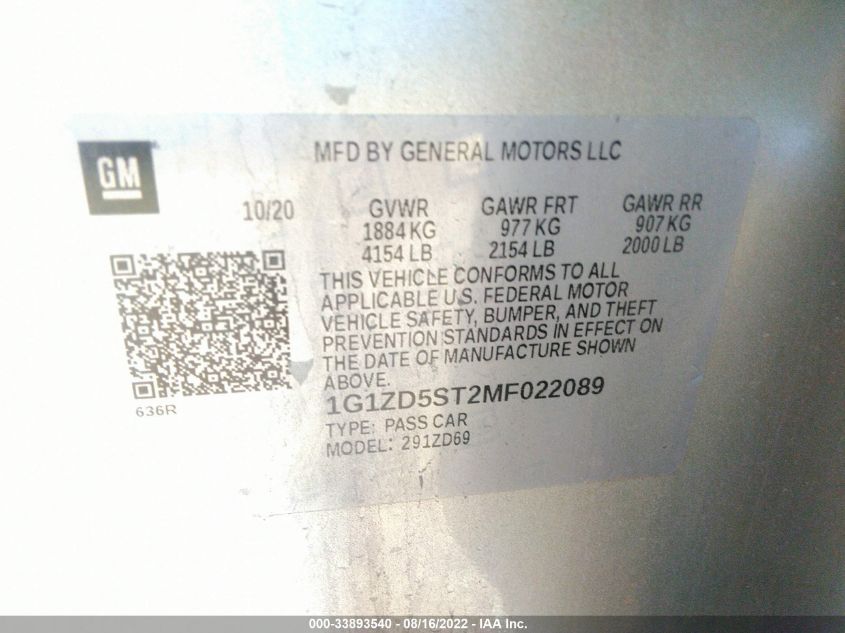 GM
MFD BY GENERAL MOTORS LLC
10/20 GVWR GAWR FRT GAWR RR
1884 KG 977 KG 907 KG
4154 LB 2154 LB 2000 LB
THIS VEHICLE CONFORMS TO ALL
APPLICABLE U.S. FEDERAL MOTOR
VEHICLE SAFETY, BUMPER, AND THEFT
PREVENTION STANDARDS IN EFFECT ON
THE DATE OF MANUFACTURE SHOWN
ABOVE.
636R
1G1ZD5ST2MF022089
TYPE: PASS CAR
MODEL: 291ZD69
000-33893540 - 08/16/2022 - IAA Inc.